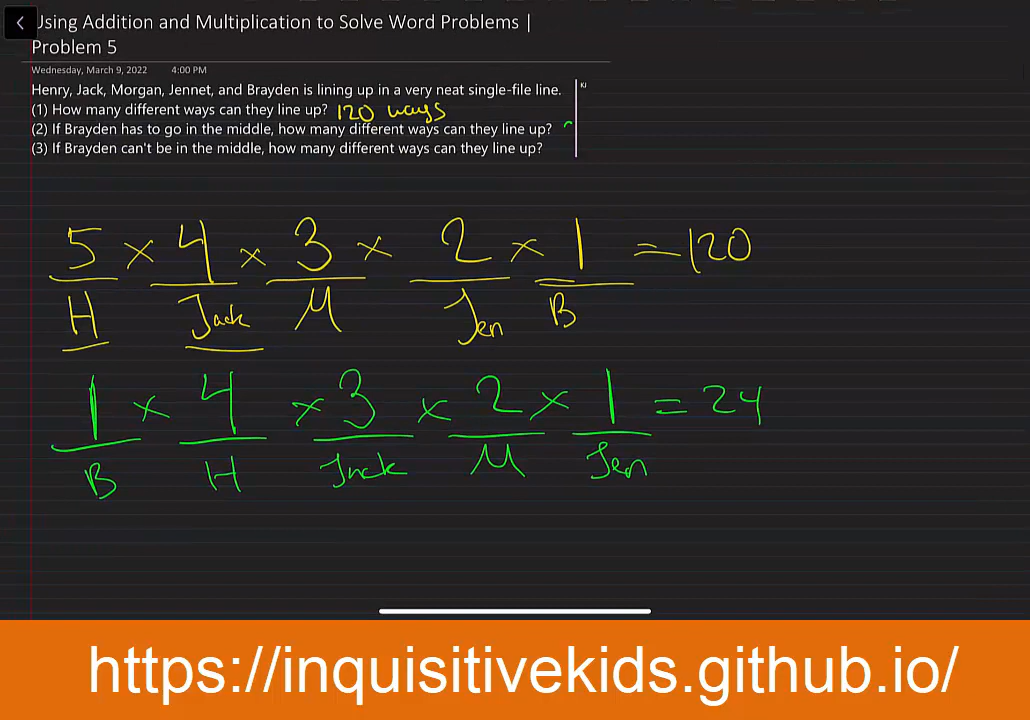 Using Addition and Multiplication to Solve Word Problems |
Problem 5
Wednesday, March 9, 2022 4:00 PM
Henry, Jack, Morgan, Jennet, and Brayden is lining up in a very neat single-file line.
(1) How many different ways can they line up? 120 ways
(2) If Brayden has to go in the middle, how many different ways can they line up?
(3) If Brayden can't be in the middle, how many different ways can they line up?
5 × 4 × 3 × 2 × 1 = 120
H Jack M Jen B
1 × 4 × 3 × 2 × 1 = 24
B H Jack M Jen
https://inquisitivekids.github.io/